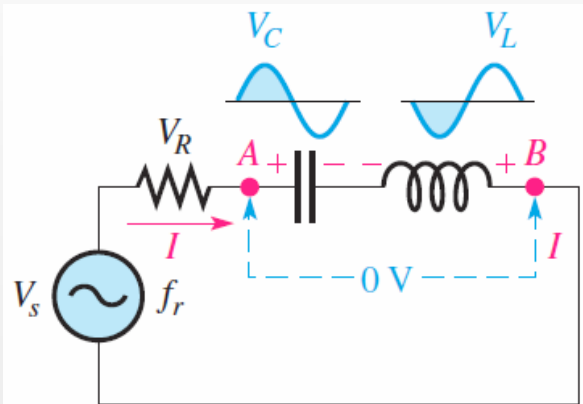 V_C V_L
V_R
A + − − + B
I I
V_s f_r
0 V